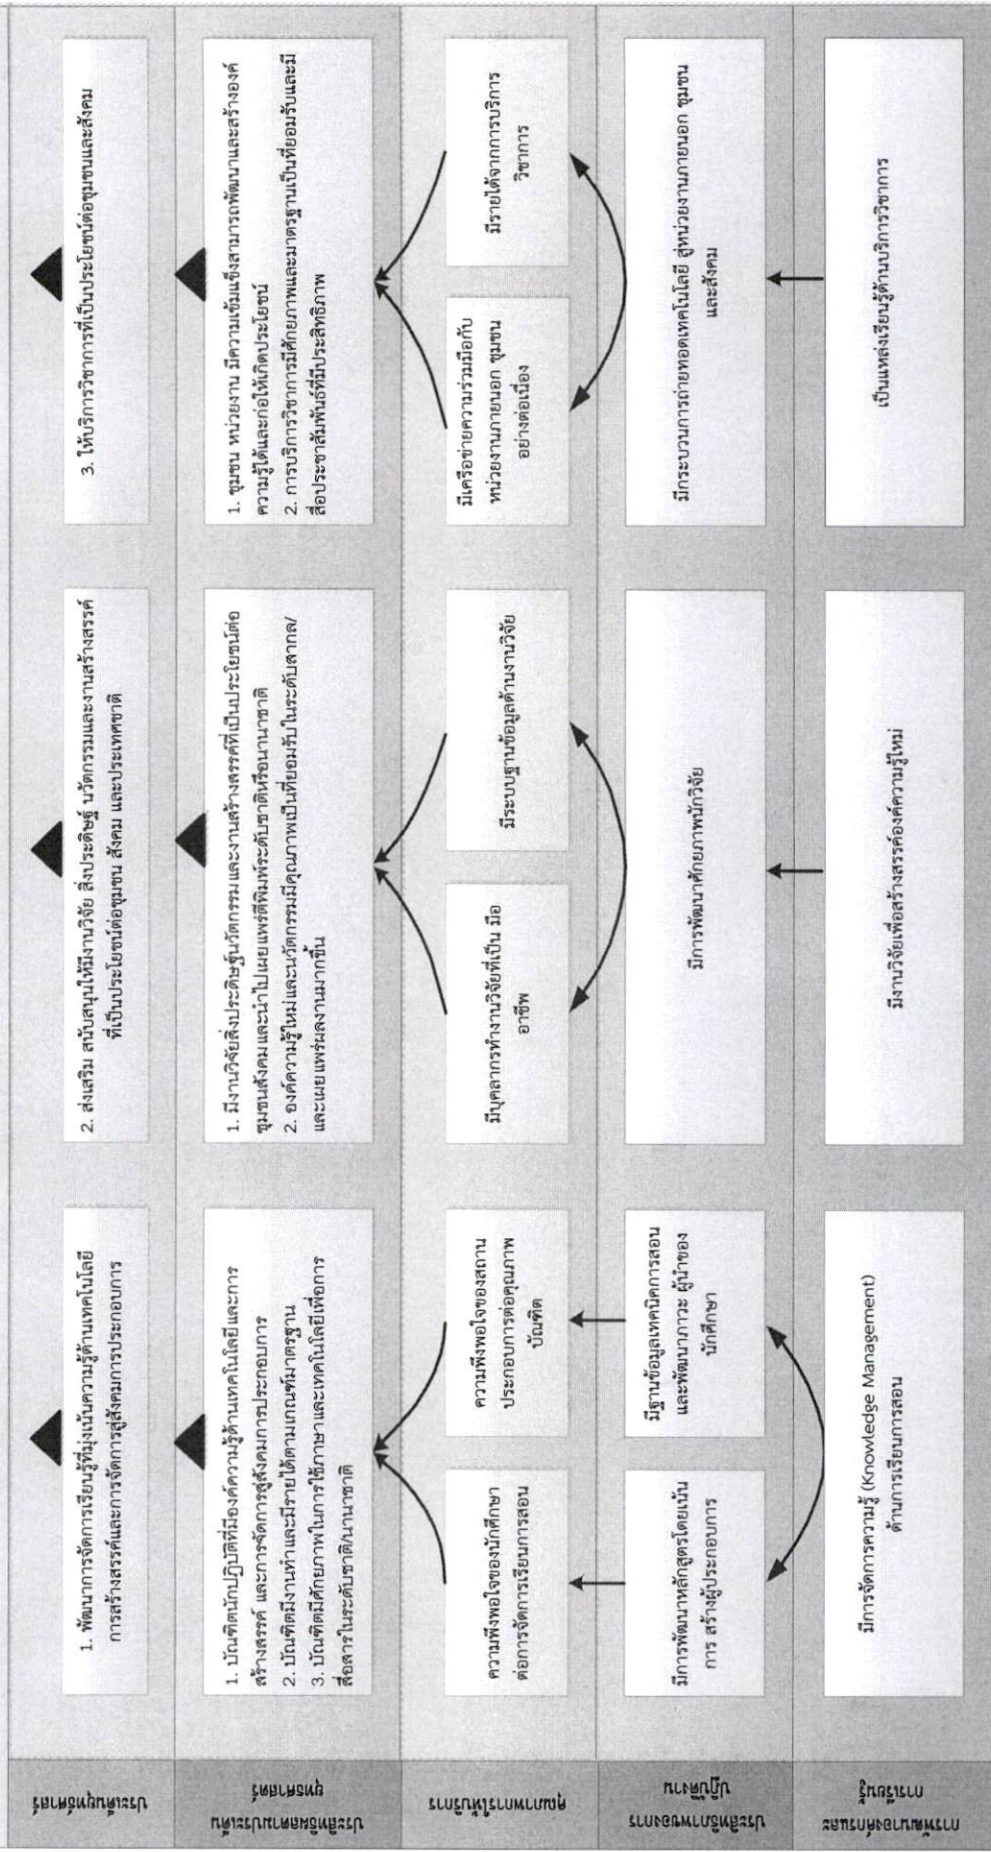 ประเด็นยุทธศาสตร์
1. พัฒนาการจัดการเรียนรู้ที่มุ่งเน้นความรู้ด้านเทคโนโลยี
การสร้างสรรค์และการจัดการสู่สังคมการประกอบการ
2. ส่งเสริม สนับสนุนให้มีงานวิจัย สิ่งประดิษฐ์ นวัตกรรมและงานสร้างสรรค์
ที่เป็นประโยชน์ต่อชุมชน สังคม และประเทศชาติ
3. ให้บริการวิชาการที่เป็นประโยชน์ต่อชุมชนและสังคม
ประสิทธิผลตามประเด็น
ยุทธศาสตร์
1. บัณฑิตนักปฏิบัติที่มีองค์ความรู้ด้านเทคโนโลยีและการ
สร้างสรรค์ และการจัดการสู่สังคมการประกอบการ
2. บัณฑิตมีงานทำและมีรายได้ตามเกณฑ์มาตรฐาน
3. บัณฑิตมีศักยภาพในการใช้ภาษาและเทคโนโลยีเพื่อการ
สื่อสารในระดับชาติ/นานาชาติ
1. มีงานวิจัยสิ่งประดิษฐ์นวัตกรรมและงานสร้างสรรค์ที่เป็นประโยชน์ต่อ
ชุมชนสังคมและนำไปเผยแพร่ตีพิมพ์ระดับชาติหรือนานาชาติ
2. องค์ความรู้ใหม่และนวัตกรรมมีคุณภาพเป็นที่ยอมรับในระดับสากล/
และเผยแพร่ผลงานมากขึ้น
1. ชุมชน หน่วยงาน มีความเข้มแข็งสามารถพัฒนาและสร้างองค์
ความรู้ได้และก่อให้เกิดประโยชน์
2. การบริการวิชาการมีศักยภาพและมาตรฐานเป็นที่ยอมรับและมี
สื่อประชาสัมพันธ์ที่มีประสิทธิภาพ
คุณภาพการให้บริการ
ความพึงพอใจของนักศึกษา
ต่อการจัดการเรียนการสอน
ความพึงพอใจของสถาน
ประกอบการต่อคุณภาพ
บัณฑิต
มีบุคลากรทำงานวิจัยที่เป็น มือ
อาชีพ
มีระบบฐานข้อมูลด้านงานวิจัย
มีเครือข่ายความร่วมมือกับ
หน่วยงานภายนอก ชุมชน
อย่างต่อเนื่อง
มีรายได้จากการบริการ
วิชาการ
ประสิทธิภาพของการ
ปฏิบัติงาน
มีการพัฒนาหลักสูตรโดยเน้น
การ สร้างผู้ประกอบการ
มีฐานข้อมูลเทคนิคการสอน
และพัฒนาภาวะ ผู้นำของ
นักศึกษา
มีการพัฒนาศักยภาพนักวิจัย
มีกระบวนการถ่ายทอดเทคโนโลยี สู่หน่วยงานภายนอก ชุมชน
และสังคม
การพัฒนาองค์กรและ
การเรียนรู้
มีการจัดการความรู้ (Knowledge Management)
ด้านการเรียนการสอน
มีงานวิจัยเพื่อสร้างสรรค์องค์ความรู้ใหม่
เป็นแหล่งเรียนรู้ด้านบริการวิชาการ